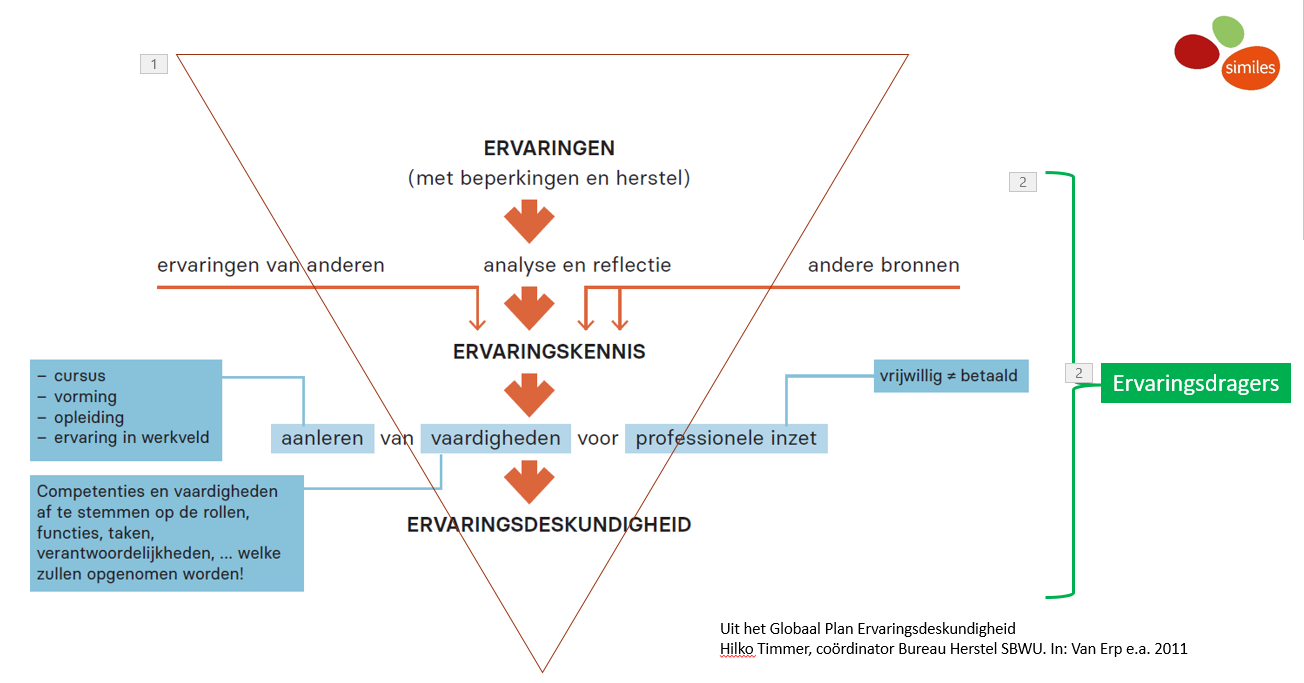 similes
1
ERVARINGEN
(met beperkingen en herstel)
2
ervaringen van anderen
analyse en reflectie
andere bronnen
ERVARINGSKENNIS
– cursus
– vorming
– opleiding
– ervaring in werkveld
vrijwillig ≠ betaald
2
Ervaringsdragers
aanleren van vaardigheden voor professionele inzet
Competenties en vaardigheden
af te stemmen op de rollen,
functies, taken,
verantwoordelijkheden, ... welke
zullen opgenomen worden!
ERVARINGSDESKUNDIGHEID
Uit het Globaal Plan Ervaringsdeskundigheid
Hilko Timmer, coördinator Bureau Herstel SBWU. In: Van Erp e.a. 2011